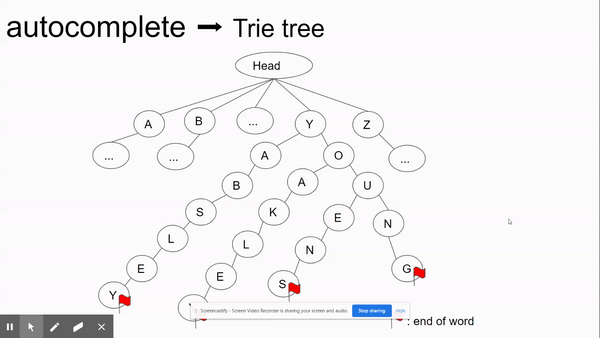 autocomplete → Trie tree
Head
A B ... Y Z
... ... A O ...
B A U
S K E N
L L N
E E S G
Y
Screencastify - Screen Video Recorder is sharing your screen and audio. Stop sharing Hide
: end of word